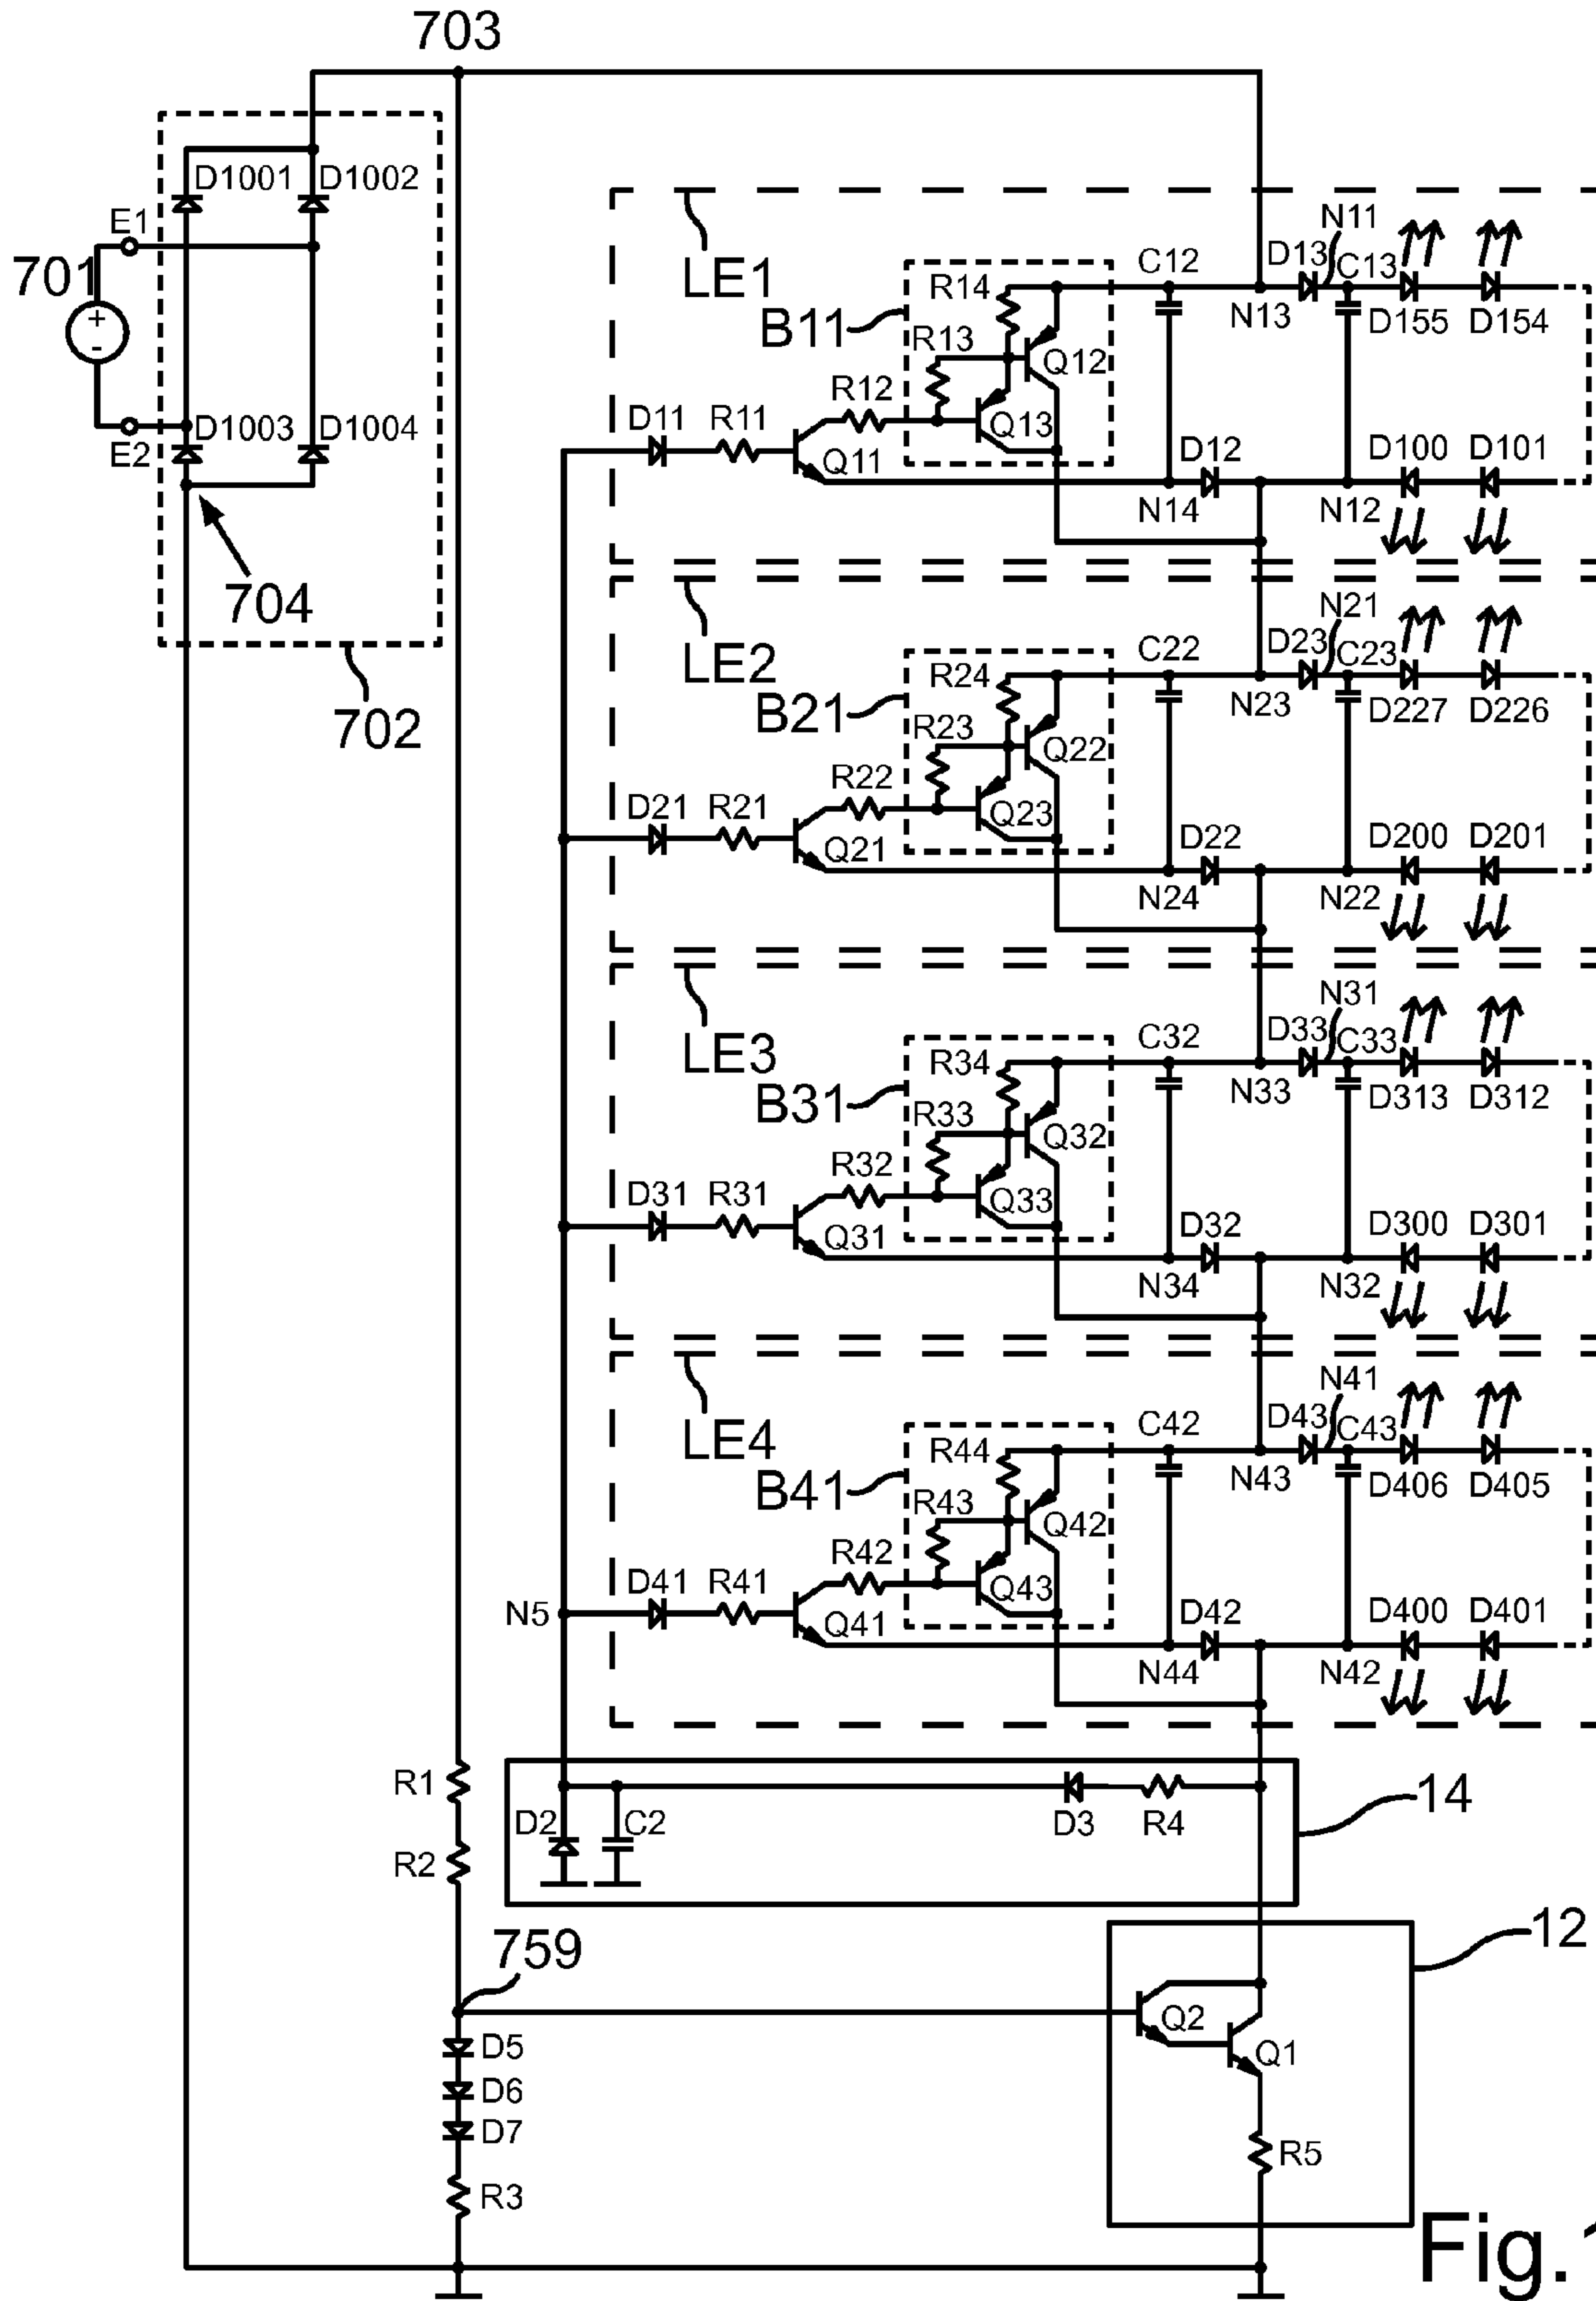 703
D1001 D1002
E1
701
+
-
E2
D1003 D1004
704
702
LE1
B11
R14
R13
Q12
R12
Q13
D11 R11
Q11
C12
N13
D13
N11
C13
D155 D154
D12
N14
N12
D100 D101
LE2
B21
R24
R23
Q22
R22
Q23
D21 R21
Q21
C22
N23
D23
N21
C23
D227 D226
D22
N24
N22
D200 D201
LE3
B31
R34
R33
Q32
R32
Q33
D31 R31
Q31
C32
N33
D33
N31
C33
D313 D312
D32
N34
N32
D300 D301
LE4
B41
R44
R43
Q42
R42
Q43
N5
D41 R41
Q41
C42
N43
D43
N41
C43
D406 D405
D42
N44
N42
D400 D401
R1
R2
D2 C2
D3 R4
14
759
12
Q2
Q1
D5
D6
D7
R3
R5
Fig.